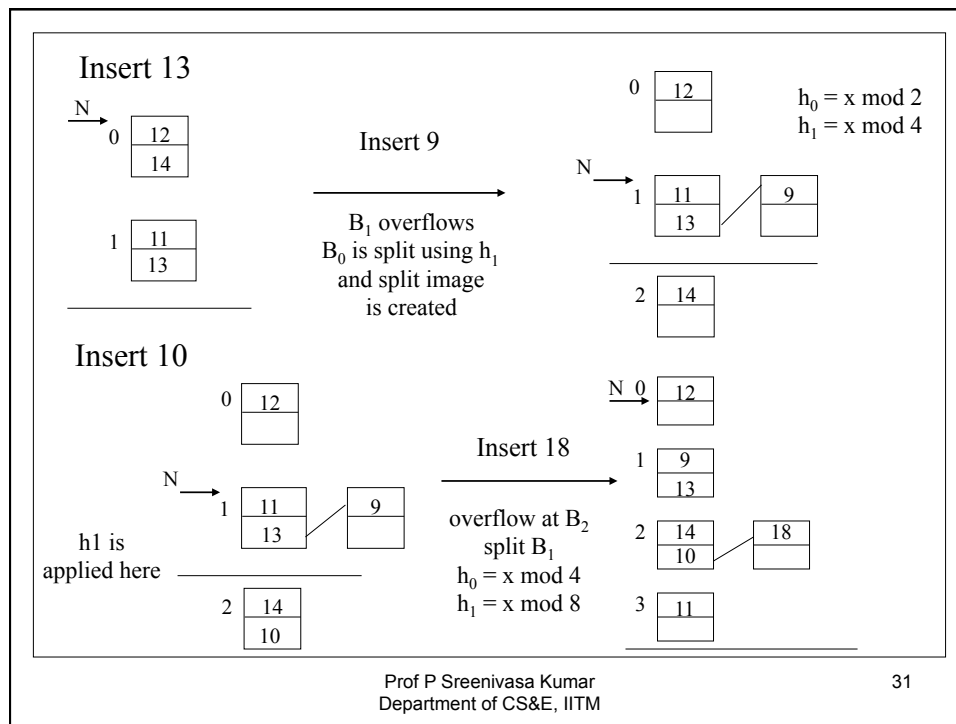 Insert 13
N
0
12
14
1
11
13
Insert 9
B₁ overflows
B₀ is split using h₁
and split image
is created
0
12
h₀ = x mod 2
h₁ = x mod 4
N
1
11
13
9
2
14
Insert 10
0
12
N
1
11
13
9
h1 is
applied here
2
14
10
Insert 18
overflow at B₂
split B₁
h₀ = x mod 4
h₁ = x mod 8
N 0
12
1
9
13
2
14
10
18
3
11
Prof P Sreenivasa Kumar
Department of CS&E, IITM
31